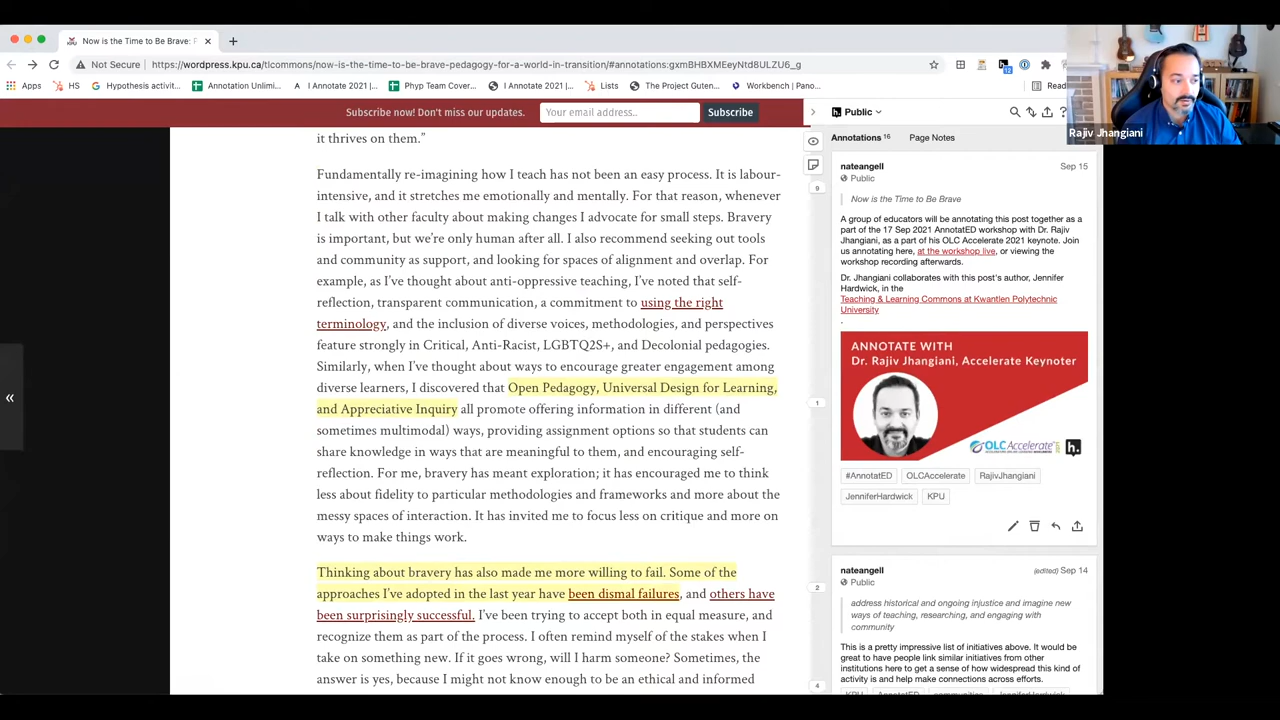 Now is the Time to Be Brave: P
Not Secure
https://wordpress.kpu.ca/tlcommons/now-is-the-time-to-be-brave-pedagogy-for-a-world-in-transition/#annotations:gxmBHBXMEeyNtd8ULZU6_g
12
Apps
HS
Hypothesis activit...
Annotation Unlimi...
I Annotate 2021 |...
Phyp Team Cover...
I Annotate 2021 |...
Lists
The Project Guten...
Workbench | Pano...
Rajiv Jhangiani
Subscribe now! Don't miss our updates.
Your email address..
Subscribe
it thrives on them.”
Fundamentally re-imagining how I teach has not been an easy process. It is labour-
intensive, and it stretches me emotionally and mentally. For that reason, whenever
I talk with other faculty about making changes I advocate for small steps. Bravery
is important, but we’re only human after all. I also recommend seeking out tools
and community as support, and looking for spaces of alignment and overlap. For
example, as I’ve thought about anti-oppressive teaching, I’ve noted that self-
reflection, transparent communication, a commitment to using the right
terminology, and the inclusion of diverse voices, methodologies, and perspectives
feature strongly in Critical, Anti-Racist, LGBTQ2S+, and Decolonial pedagogies.
Similarly, when I’ve thought about ways to encourage greater engagement among
diverse learners, I discovered that Open Pedagogy, Universal Design for Learning,
and Appreciative Inquiry all promote offering information in different (and
sometimes multimodal) ways, providing assignment options so that students can
share knowledge in ways that are meaningful to them, and encouraging self-
reflection. For me, bravery has meant exploration; it has encouraged me to think
less about fidelity to particular methodologies and frameworks and more about the
messy spaces of interaction. It has invited me to focus less on critique and more on
ways to make things work.
Thinking about bravery has also made me more willing to fail. Some of the
approaches I’ve adopted in the last year have been dismal failures, and others have
been surprisingly successful. I’ve been trying to accept both in equal measure, and
recognize them as part of the process. I often remind myself of the stakes when I
take on something new. If it goes wrong, will I harm someone? Sometimes, the
answer is yes, because I might not know enough to be an ethical and informed
9
1
2
4
Public
Annotations 16
Page Notes
nateangell
Sep 15
Public
Now is the Time to Be Brave
A group of educators will be annotating this post together as a
part of the 17 Sep 2021 AnnotatED workshop with Dr. Rajiv
Jhangiani, as a part of his OLC Accelerate 2021 keynote. Join
us annotating here, at the workshop live, or viewing the
workshop recording afterwards.
Dr. Jhangiani collaborates with this post's author, Jennifer
Hardwick, in the
Teaching & Learning Commons at Kwantlen Polytechnic
University
.
ANNOTATE WITH
Dr. Rajiv Jhangiani, Accelerate Keynoter
OLC Accelerate
h.
#AnnotatED
OLCAccelerate
RajivJhangiani
JenniferHardwick
KPU
nateangell
(edited) Sep 14
Public
address historical and ongoing injustice and imagine new
ways of teaching, researching, and engaging with
community
This is a pretty impressive list of initiatives above. It would be
great to have people link similar initiatives from other
institutions here to get a sense of how widespread this kind of
activity is and help make connections across efforts.
KPU
AnnotatED
communities
JenniferHardwick